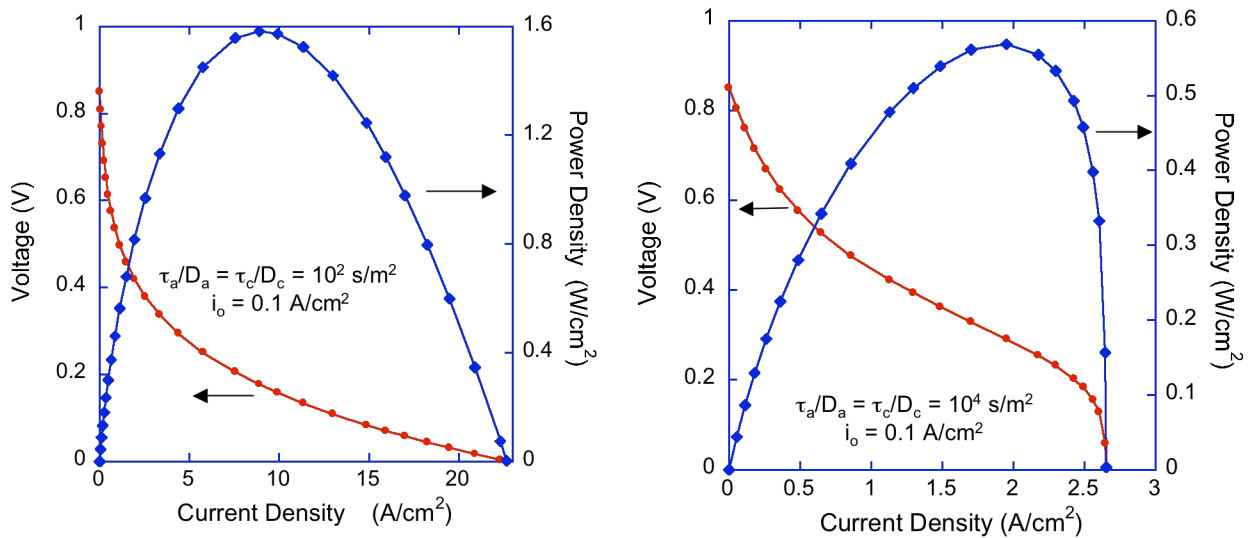 1
0.8
0.6
0.4
0.2
0
Voltage (V)
1.6
1.2
0.8
0.4
0
Power Density (W/cm²)
τa/Da = τc/Dc = 10² s/m²
io = 0.1 A/cm²
0 5 10 15 20
Current Density (A/cm²)
1
0.8
0.6
0.4
0.2
0
Voltage (V)
0.6
0.5
0.4
0.3
0.2
0.1
0
Power Density (W/cm²)
τa/Da = τc/Dc = 10⁴ s/m²
io = 0.1 A/cm²
0 0.5 1 1.5 2 2.5 3
Current Density (A/cm²)